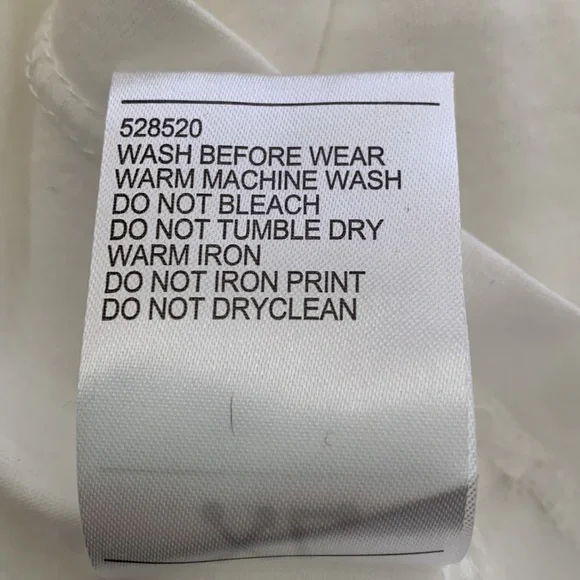 528520
WASH BEFORE WEAR
WARM MACHINE WASH
DO NOT BLEACH
DO NOT TUMBLE DRY
WARM IRON
DO NOT IRON PRINT
DO NOT DRYCLEAN